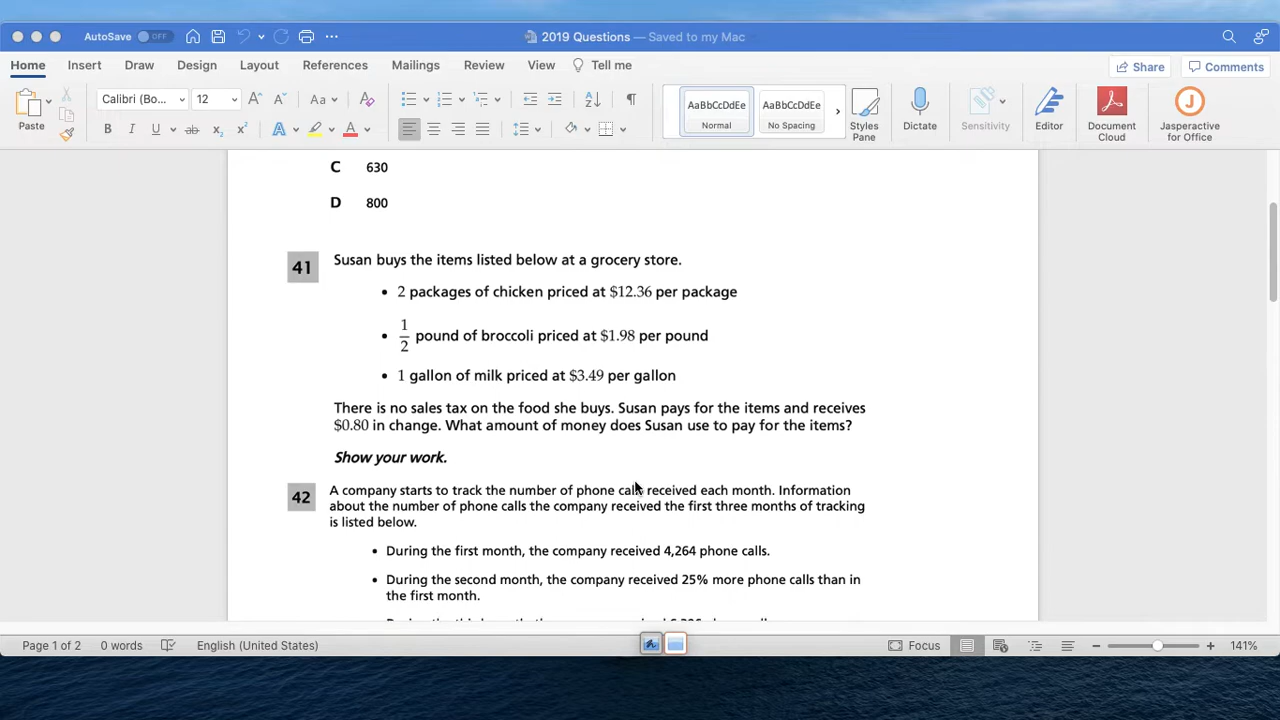 AutoSave OFF 2019 Questions — Saved to my Mac
Home Insert Draw Design Layout References Mailings Review View Tell me Share Comments
Paste Calibri (Bo... 12 Aa AaBbCcDdEe Normal AaBbCcDdEe No Spacing Styles Pane Dictate Sensitivity Editor Document Cloud Jasperactive for Office
C 630
D 800
41 Susan buys the items listed below at a grocery store.
• 2 packages of chicken priced at $12.36 per package
• 1/2 pound of broccoli priced at $1.98 per pound
• 1 gallon of milk priced at $3.49 per gallon
There is no sales tax on the food she buys. Susan pays for the items and receives
$0.80 in change. What amount of money does Susan use to pay for the items?
Show your work.
42 A company starts to track the number of phone calls received each month. Information
about the number of phone calls the company received the first three months of tracking
is listed below.
• During the first month, the company received 4,264 phone calls.
• During the second month, the company received 25% more phone calls than in
the first month.
Page 1 of 2 0 words English (United States) Focus 141%